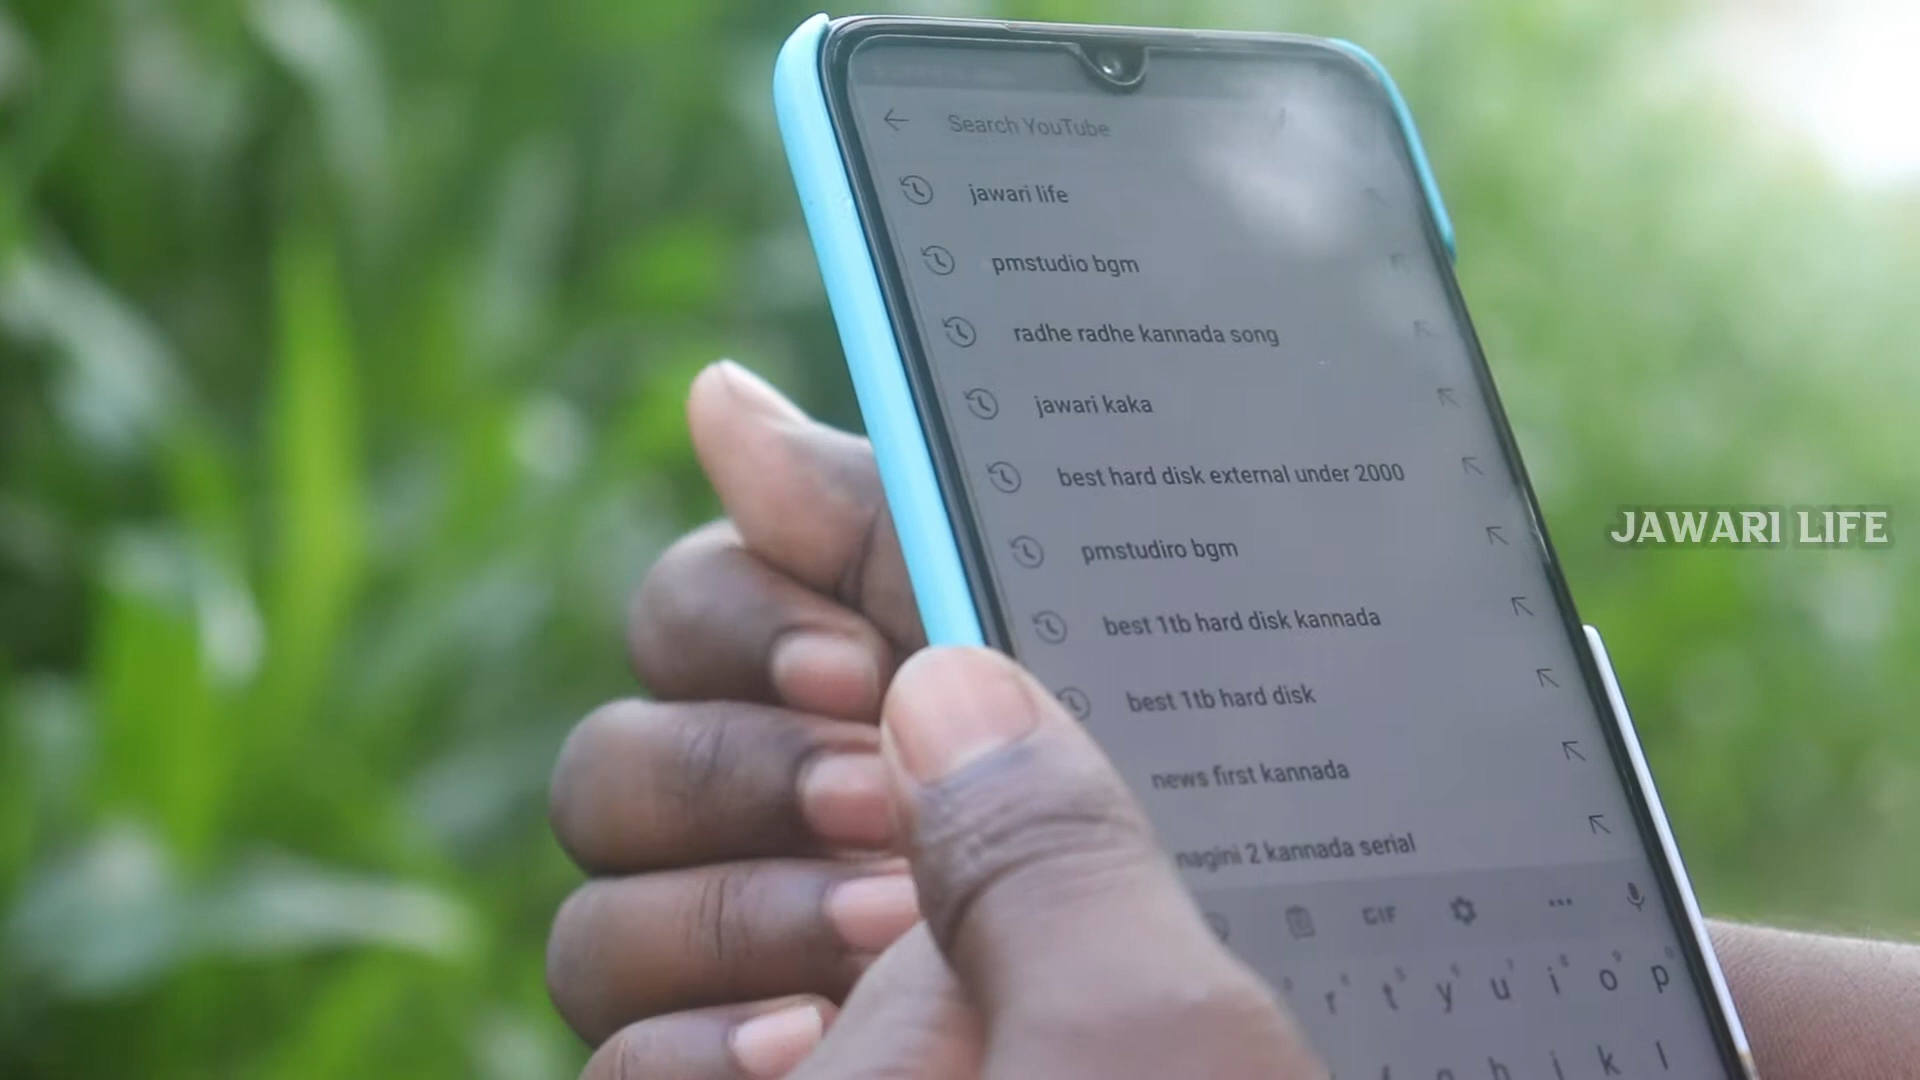 Search YouTube
jawari life
pmstudio bgm
radhe radhe kannada song
jawari kaka
best hard disk external under 2000
pmstudiro bgm
best 1tb hard disk kannada
best 1tb hard disk
news first kannada
nagini 2 kannada serial
GIF
r t y u i o p
j k l
JAWARI LIFE